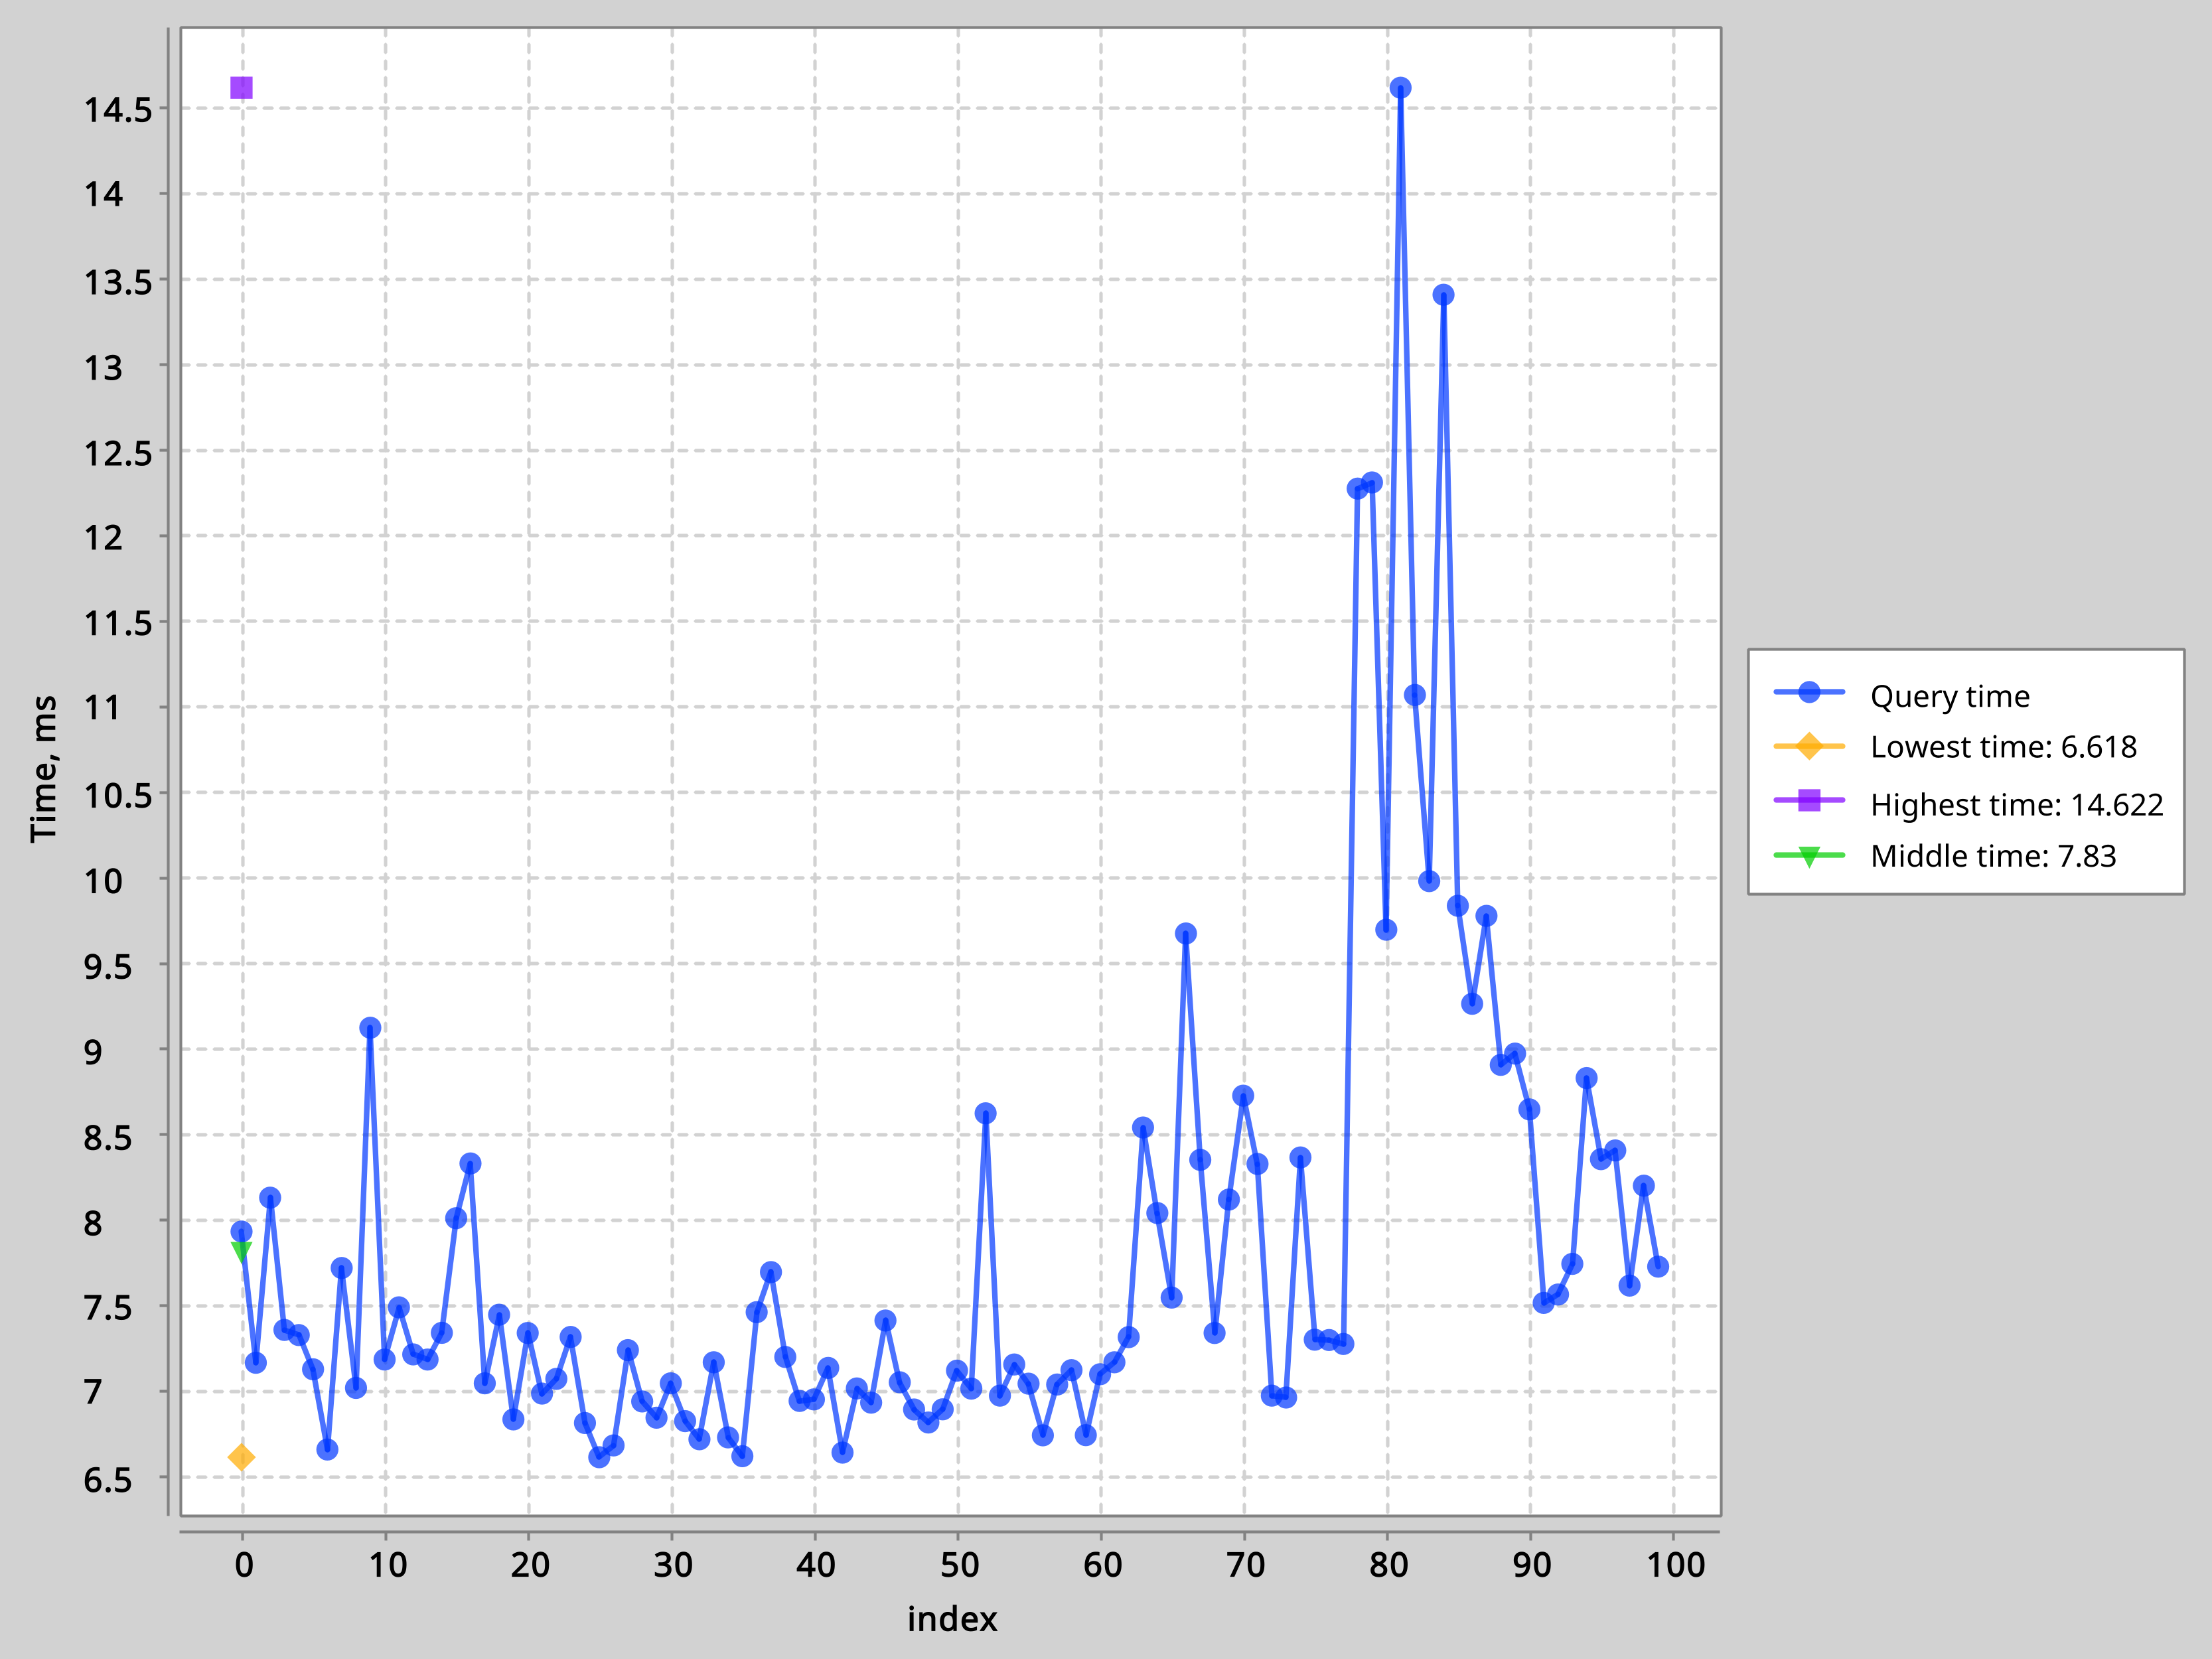 14.5
14
13.5
13
12.5
12
11.5
11
10.5
10
9.5
9
8.5
8
7.5
7
6.5
Time, ms
0 10 20 30 40 50 60 70 80 90 100
index
Query time
Lowest time: 6.618
Highest time: 14.622
Middle time: 7.83